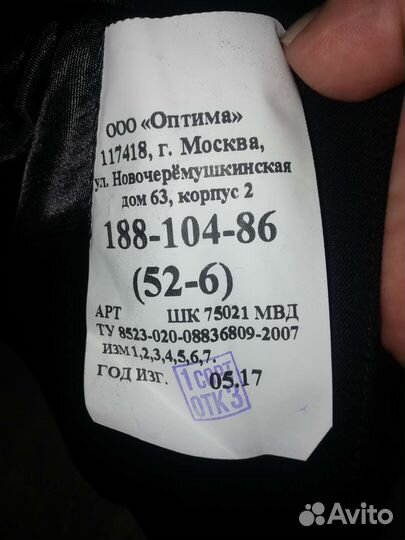 ООО «Оптима»
117418, г. Москва,
ул. Новочерёмушкинская
дом 63, корпус 2
188-104-86
(52-6)
АРТ ШК 75021 МВД
ТУ 8523-020-08836809-2007
ИЗМ 1,2,3,4,5,6,7.
ГОД ИЗГ. 05.17
1 СОРТ
ОТК 3
Avito